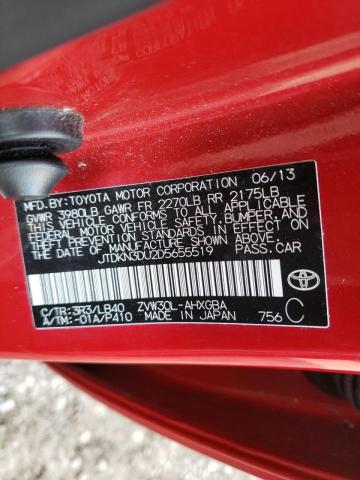 MFD.BY:TOYOTA MOTOR CORPORATION 06/13
GVWR 3980LB GAWR FR 2270LB RR 2175LB
THIS VEHICLE CONFORMS TO ALL APPLICABLE
FEDERAL MOTOR VEHICLE SAFETY, BUMPER, AND
THEFT PREVENTION STANDARDS IN EFFECT ON
THE DATE OF MANUFACTURE SHOWN ABOVE.
JTDKN3DU2D5655519 PASS.CAR
C/TR:3R3/LB40 ZVW30L-AHXGBA
A/TM:-01A/P410 MADE IN JAPAN 756 C